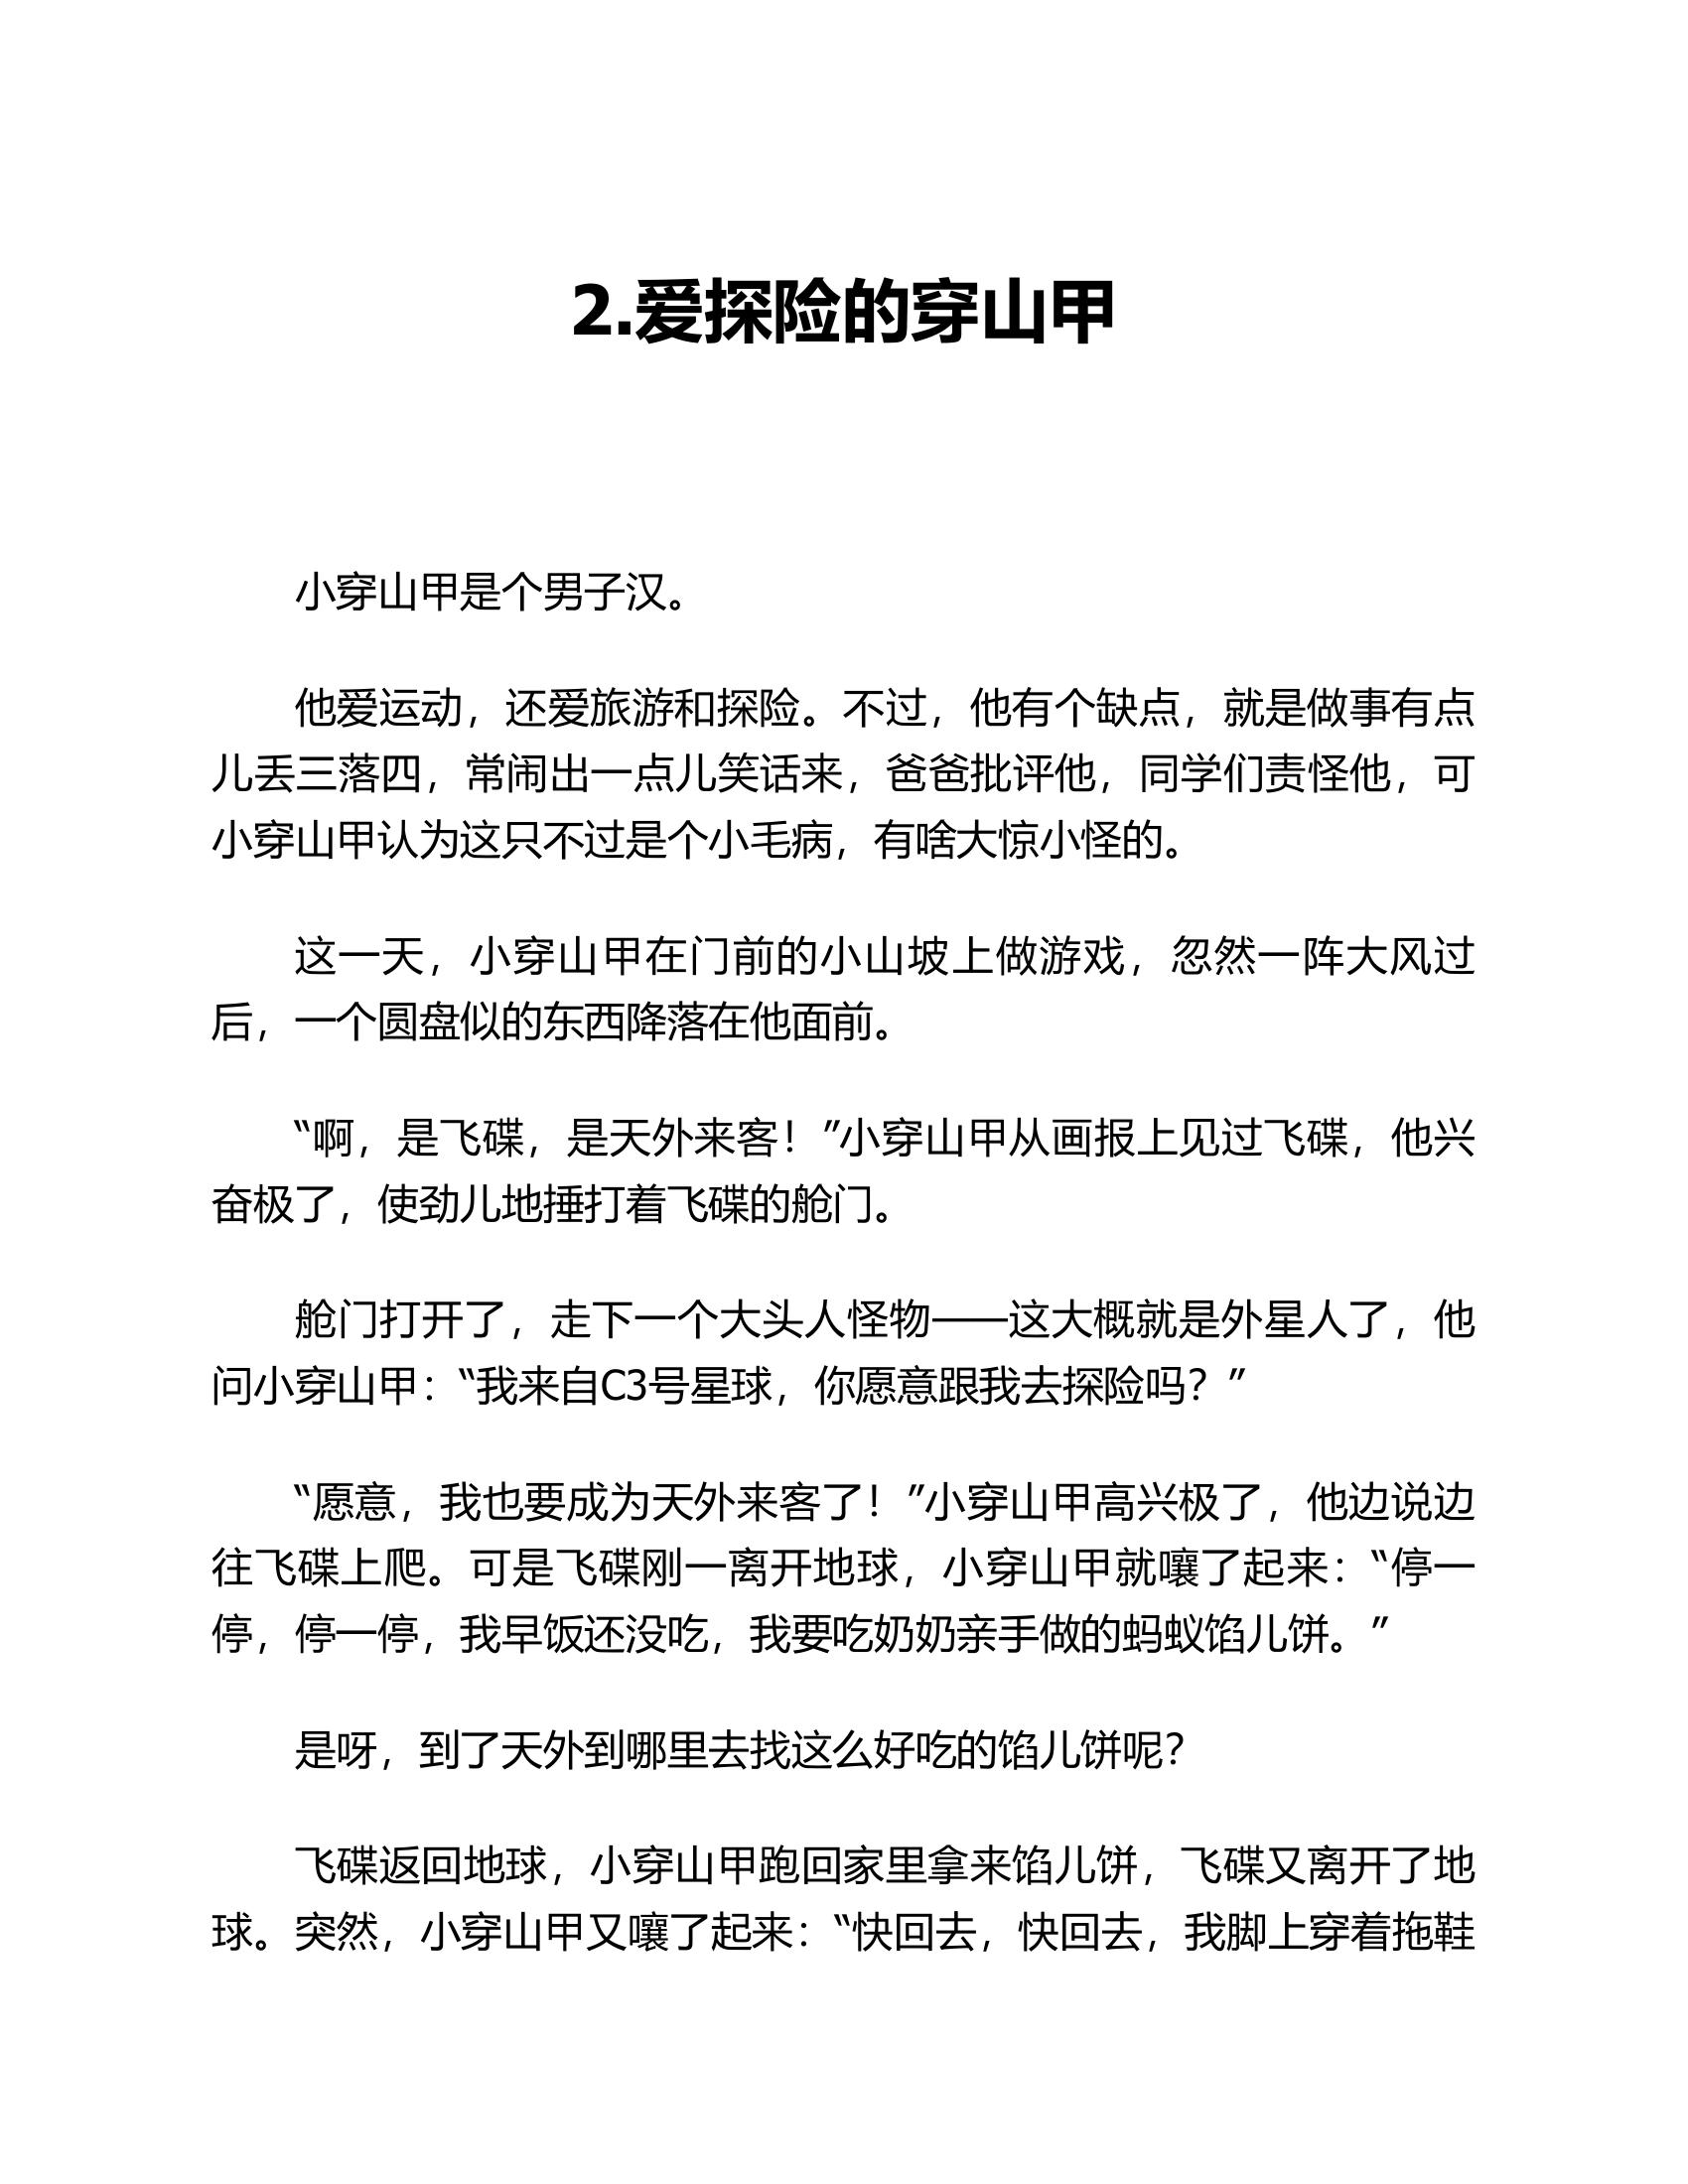 2.爱探险的穿山甲
小穿山甲是个男子汉。
他爱运动，还爱旅游和探险。不过，他有个缺点，就是做事有点
儿丢三落四，常闹出一点儿笑话来，爸爸批评他，同学们责怪他，可
小穿山甲认为这只不过是个小毛病，有啥大惊小怪的。
这一天，小穿山甲在门前的小山坡上做游戏，忽然一阵大风过
后，一个圆盘似的东西降落在他面前。
“啊，是飞碟，是天外来客！”小穿山甲从画报上见过飞碟，他兴
奋极了，使劲儿地捶打着飞碟的舱门。
舱门打开了，走下一个大头人怪物——这大概就是外星人了，他
问小穿山甲：“我来自C3号星球，你愿意跟我去探险吗？”
“愿意，我也要成为天外来客了！”小穿山甲高兴极了，他边说边
往飞碟上爬。可是飞碟刚一离开地球，小穿山甲就嚷了起来：“停一
停，停一停，我早饭还没吃，我要吃奶奶亲手做的蚂蚁馅儿饼。”
是呀，到了天外到哪里去找这么好吃的馅儿饼呢？
飞碟返回地球，小穿山甲跑回家里拿来馅儿饼，飞碟又离开了地
球。突然，小穿山甲又嚷了起来：“快回去，快回去，我脚上穿着拖鞋